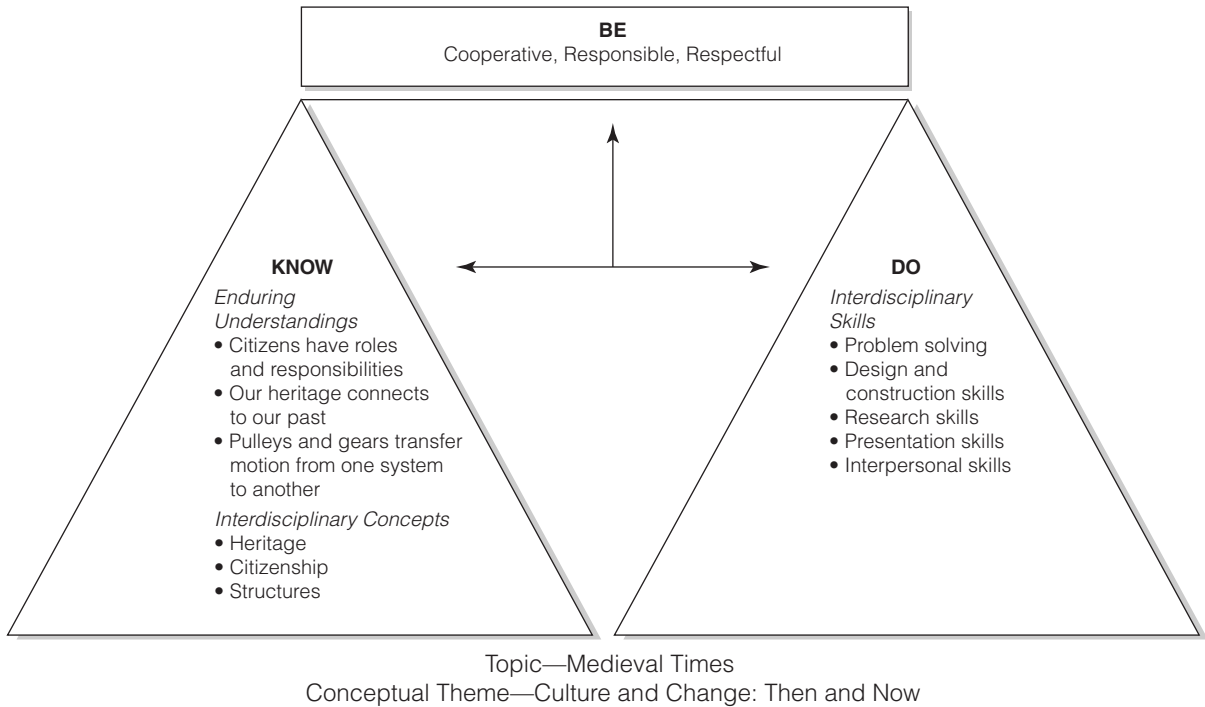 BE
Cooperative, Responsible, Respectful
KNOW
Enduring
Understandings
• Citizens have roles
and responsibilities
• Our heritage connects
to our past
• Pulleys and gears transfer
motion from one system
to another
Interdisciplinary Concepts
• Heritage
• Citizenship
• Structures
DO
Interdisciplinary
Skills
• Problem solving
• Design and
construction skills
• Research skills
• Presentation skills
• Interpersonal skills
Topic—Medieval Times
Conceptual Theme—Culture and Change: Then and Now